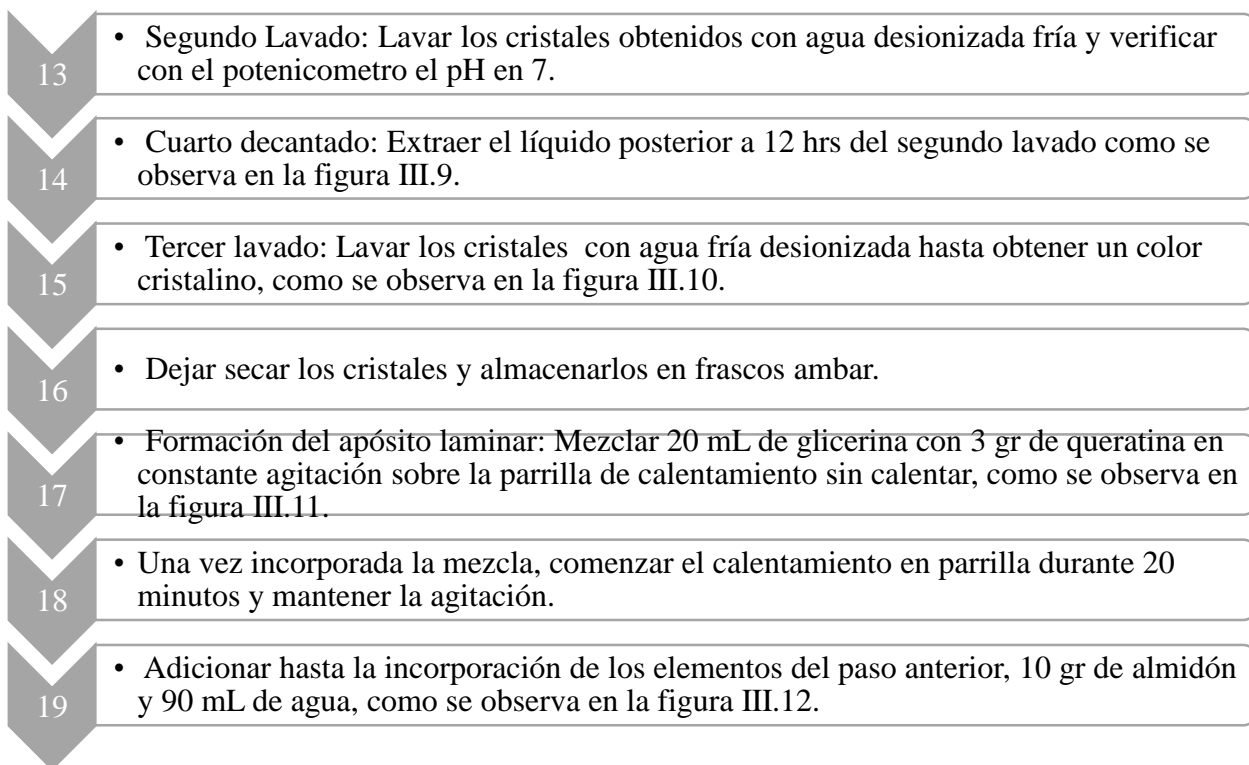 • Segundo Lavado: Lavar los cristales obtenidos con agua desionizada fría y verificar
13
con el potenicometro el pH en 7.
• Cuarto decantado: Extraer el líquido posterior a 12 hrs del segundo lavado como se
14
observa en la figura III.9.
• Tercer lavado: Lavar los cristales con agua fría desionizada hasta obtener un color
15
cristalino, como se observa en la figura III.10.
16
• Dejar secar los cristales y almacenarlos en frascos ambar.
• Formación del apósito laminar: Mezclar 20 mL de glicerina con 3 gr de queratina en
17
constante agitación sobre la parrilla de calentamiento sin calentar, como se observa en
la figura III.11.
• Una vez incorporada la mezcla, comenzar el calentamiento en parrilla durante 20
18
minutos y mantener la agitación.
• Adicionar hasta la incorporación de los elementos del paso anterior, 10 gr de almidón
19
y 90 mL de agua, como se observa en la figura III.12.